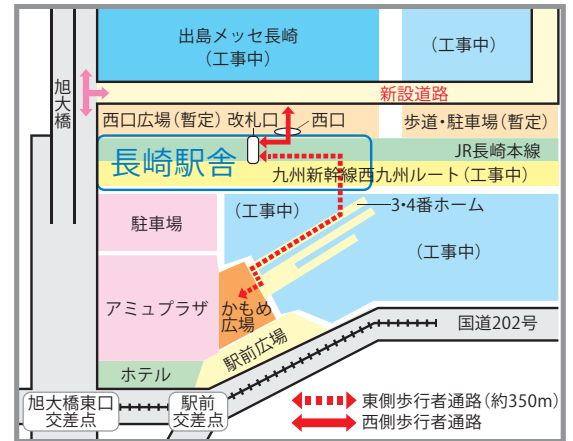 出島メッセ長崎
(工事中)
(工事中)
旭大橋
新設道路
西口広場(暫定)
改札口
西口
歩道・駐車場(暫定)
長崎駅舎
JR長崎本線
九州新幹線西九州ルート(工事中)
(工事中)
3・4番ホーム
駐車場
(工事中)
アミュプラザ
かもめ
広場
駅前広場
国道202号
ホテル
旭大橋東口
交差点
駅前
交差点
東側歩行者通路(約350m)
西側歩行者通路